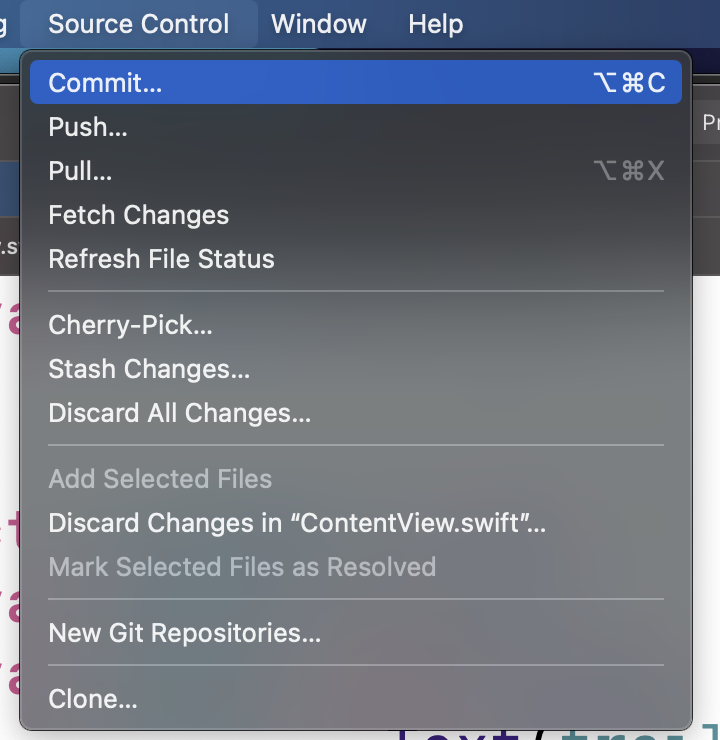 Source Control Window Help
Commit... ⌥⌘C
Push...
Pull... ⌥⌘X
Fetch Changes
Refresh File Status
Cherry-Pick...
Stash Changes...
Discard All Changes...
Add Selected Files
Discard Changes in “ContentView.swift”...
Mark Selected Files as Resolved
New Git Repositories...
Clone...